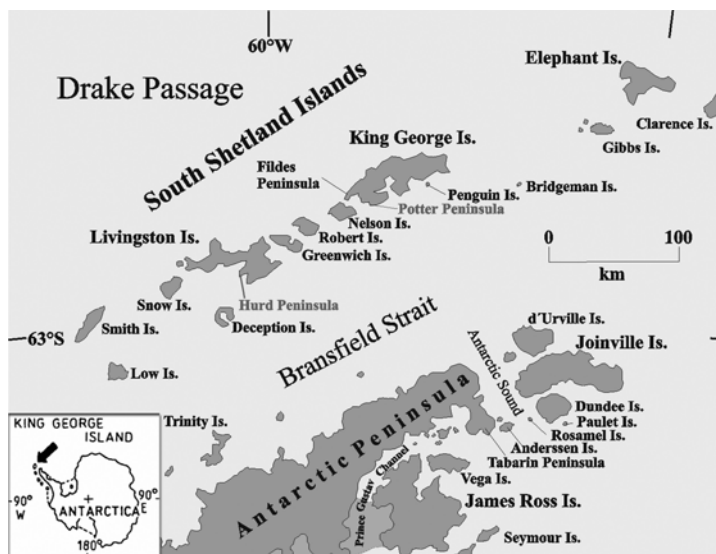 60°W
Drake Passage
Elephant Is.
South Shetland Islands
Clarence Is.
Gibbs Is.
King George Is.
Fildes
Peninsula
Penguin Is.
Bridgeman Is.
Potter Peninsula
Nelson Is.
Robert Is.
Greenwich Is.
Livingston Is.
0
100
km
Hurd Peninsula
Snow Is.
Deception Is.
Smith Is.
63°S
Low Is.
Bransfield Strait
d´Urville Is.
Joinville Is.
Antarctic Sound
Dundee Is.
Paulet Is.
Rosamel Is.
Anderssen Is.
Tabarin Peninsula
Antarctic Peninsula
Trinity Is.
Prince Gustav Channel
Vega Is.
James Ross Is.
Seymour Is.
KING GEORGE
ISLAND
90°
W
90°
E
ANTARCTICA
180°